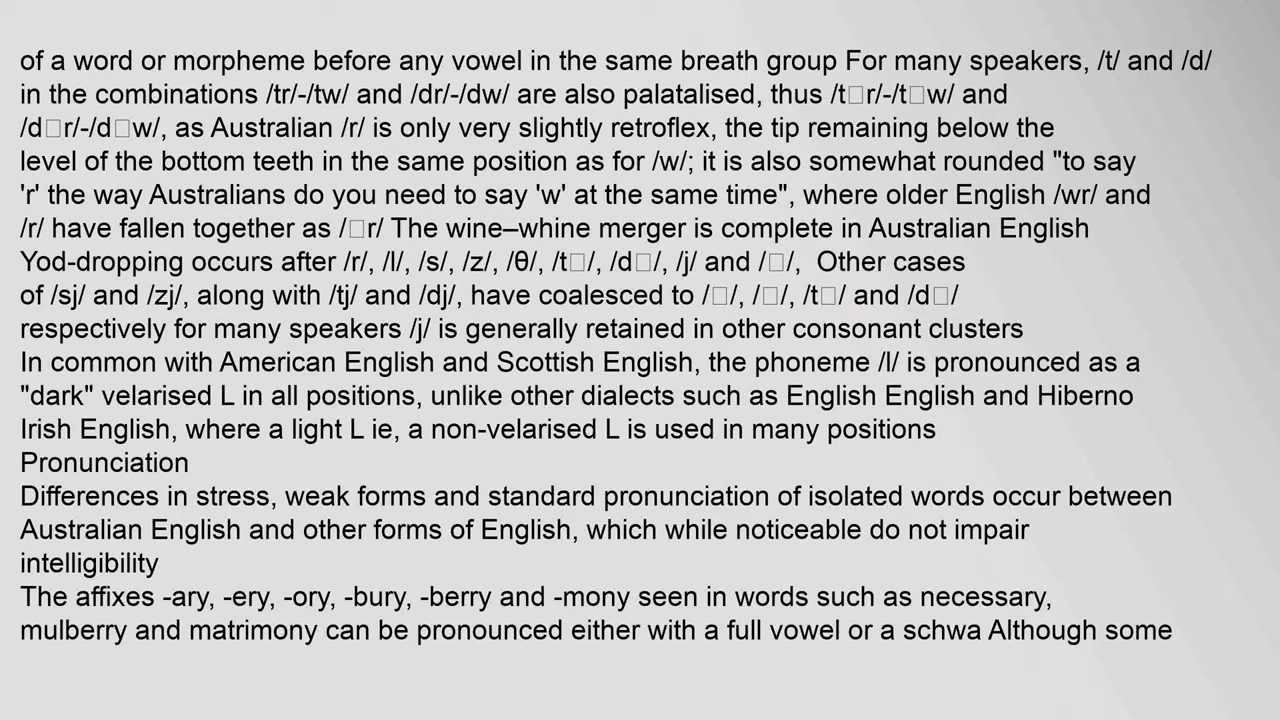 of a word or morpheme before any vowel in the same breath group For many speakers, /t/ and /d/
in the combinations /tr/-/tw/ and /dr/-/dw/ are also palatalised, thus /t□r/-/t□w/ and
/d□r/-/d□w/, as Australian /r/ is only very slightly retroflex, the tip remaining below the
level of the bottom teeth in the same position as for /w/; it is also somewhat rounded "to say
'r' the way Australians do you need to say 'w' at the same time", where older English /wr/ and
/r/ have fallen together as /□r/ The wine–whine merger is complete in Australian English
Yod-dropping occurs after /r/, /l/, /s/, /z/, /θ/, /t□/, /d□/, /j/ and /□/,  Other cases
of /sj/ and /zj/, along with /tj/ and /dj/, have coalesced to /□/, /□/, /t□/ and /d□/
respectively for many speakers /j/ is generally retained in other consonant clusters
In common with American English and Scottish English, the phoneme /l/ is pronounced as a
"dark" velarised L in all positions, unlike other dialects such as English English and Hiberno
Irish English, where a light L ie, a non-velarised L is used in many positions
Pronunciation
Differences in stress, weak forms and standard pronunciation of isolated words occur between
Australian English and other forms of English, which while noticeable do not impair
intelligibility
The affixes -ary, -ery, -ory, -bury, -berry and -mony seen in words such as necessary,
mulberry and matrimony can be pronounced either with a full vowel or a schwa Although some